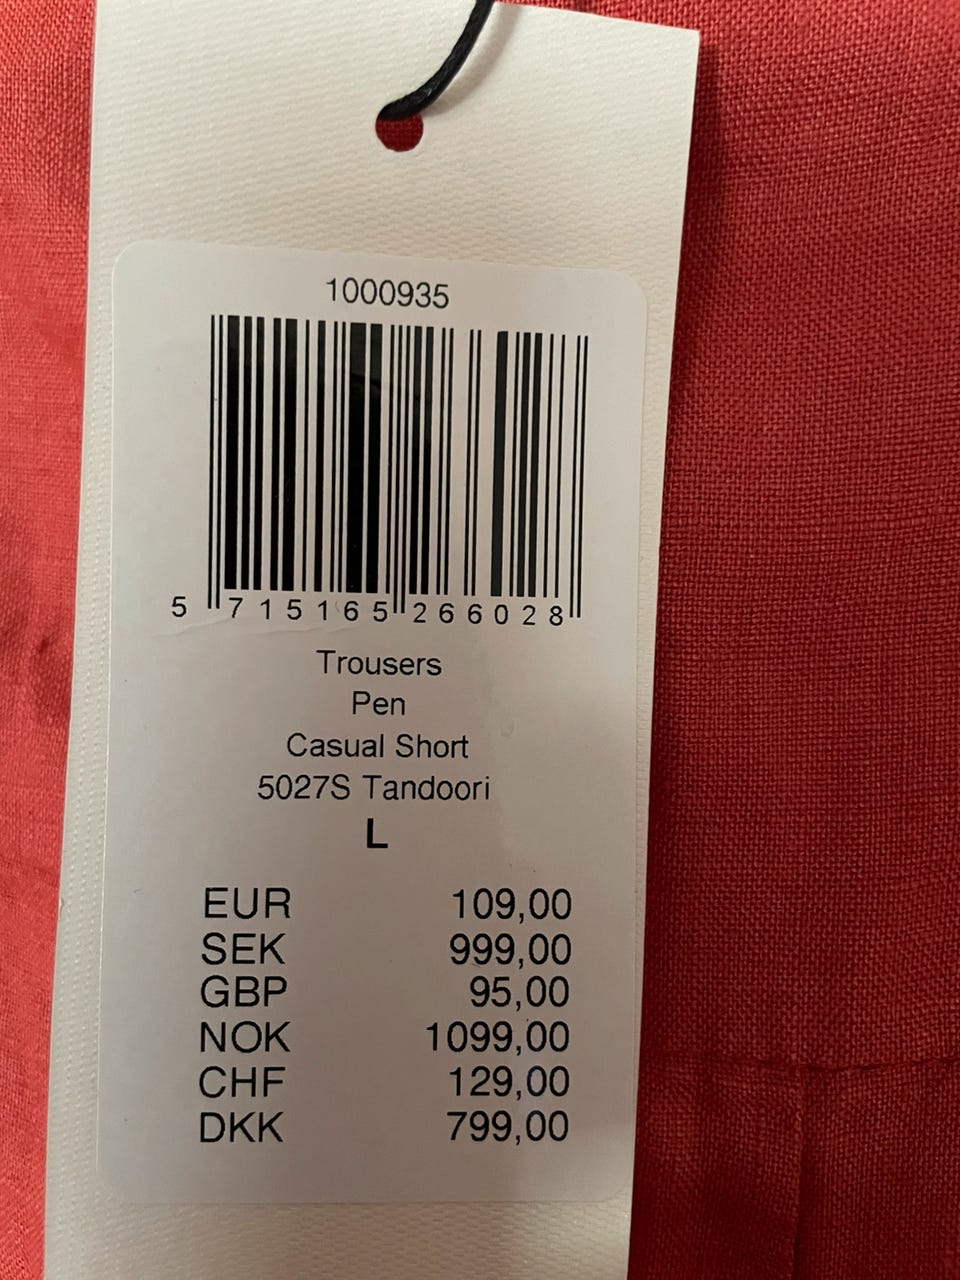 1000935
5 715165 266028
Trousers
Pen
Casual Short
5027S Tandoori
L
EUR 109,00
SEK 999,00
GBP 95,00
NOK 1099,00
CHF 129,00
DKK 799,00